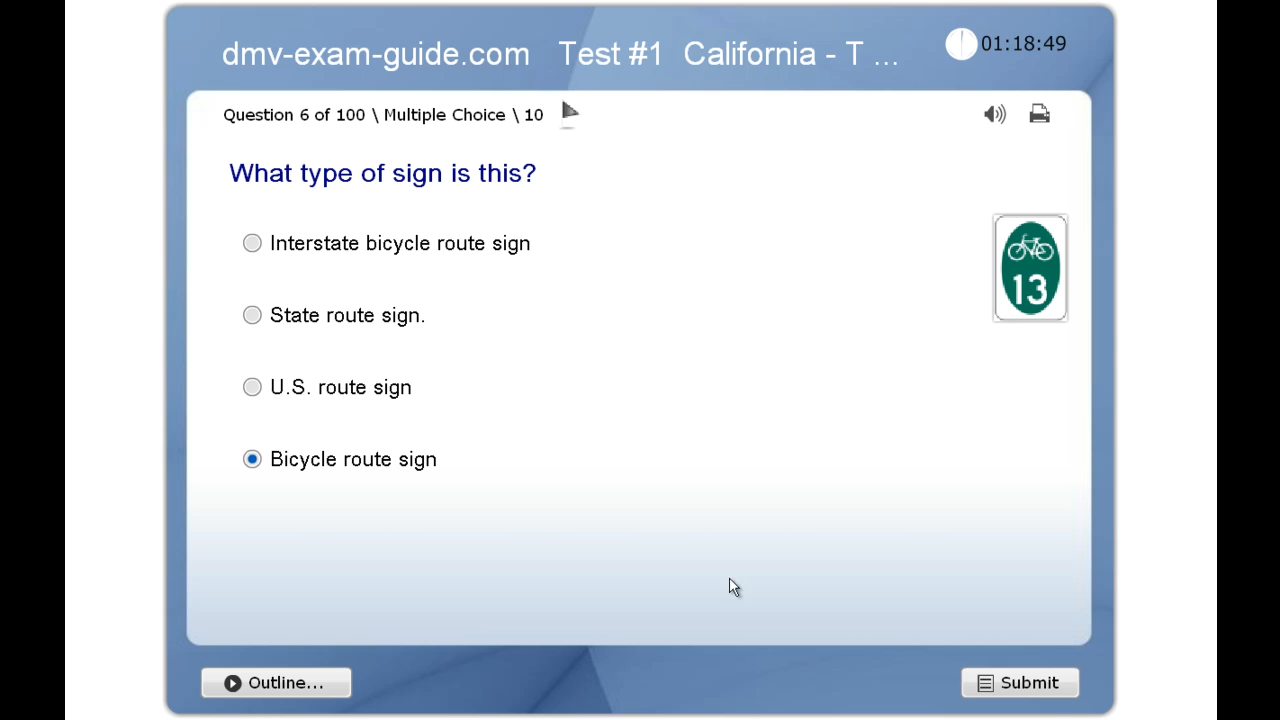 dmv-exam-guide.com Test #1 California - T ...
01:18:49
Question 6 of 100 \ Multiple Choice \ 10
What type of sign is this?
Interstate bicycle route sign
State route sign.
U.S. route sign
Bicycle route sign
13
Outline...
Submit